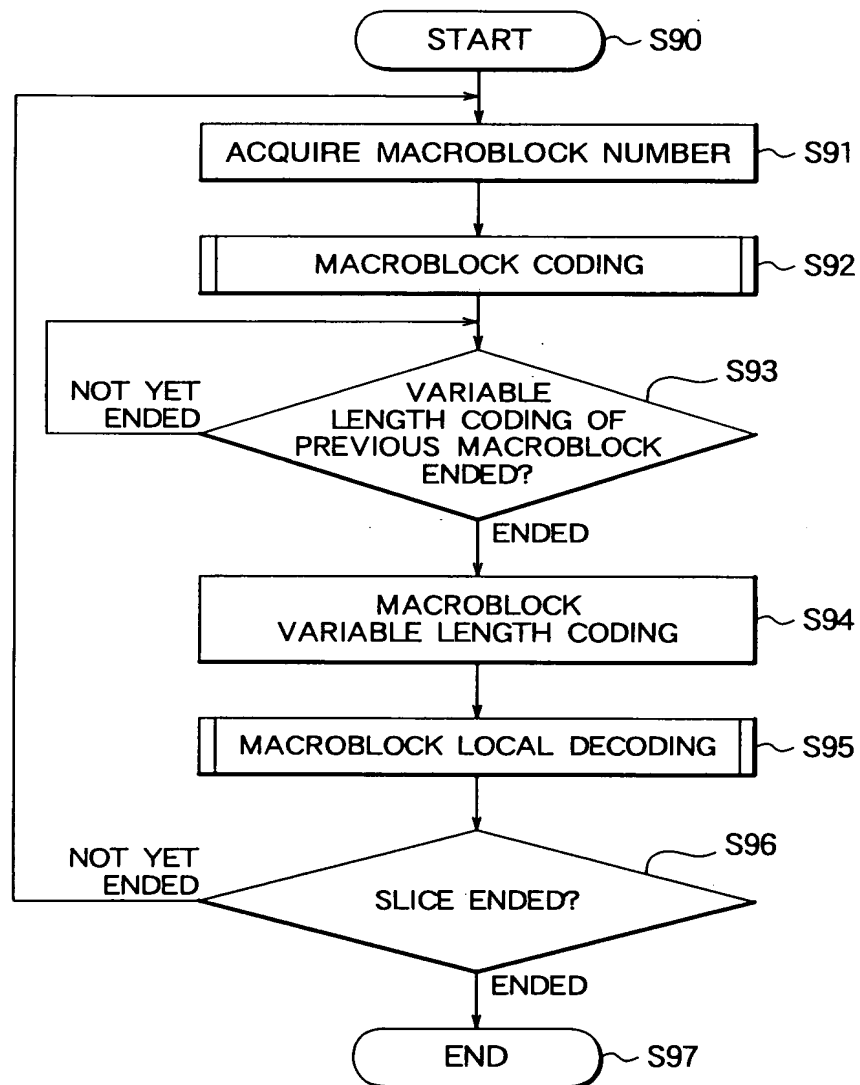 START
S90
ACQUIRE MACROBLOCK NUMBER
S91
MACROBLOCK CODING
S92
S93
NOT YET
ENDED
VARIABLE
LENGTH CODING OF
PREVIOUS MACROBLOCK
ENDED?
ENDED
MACROBLOCK
VARIABLE LENGTH CODING
S94
MACROBLOCK LOCAL DECODING
S95
S96
NOT YET
ENDED
SLICE ENDED?
ENDED
END
S97